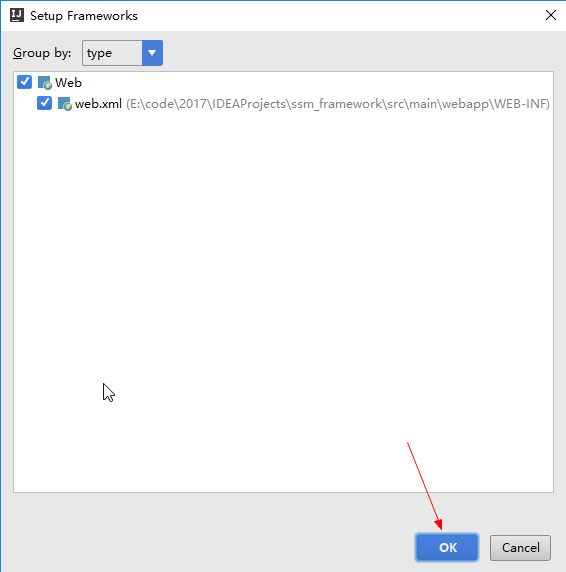 Setup Frameworks
Group by: type
Web
web.xml (E:\code\2017\IDEAProjects\ssm_framework\src\main\webapp\WEB-INF)
OK Cancel